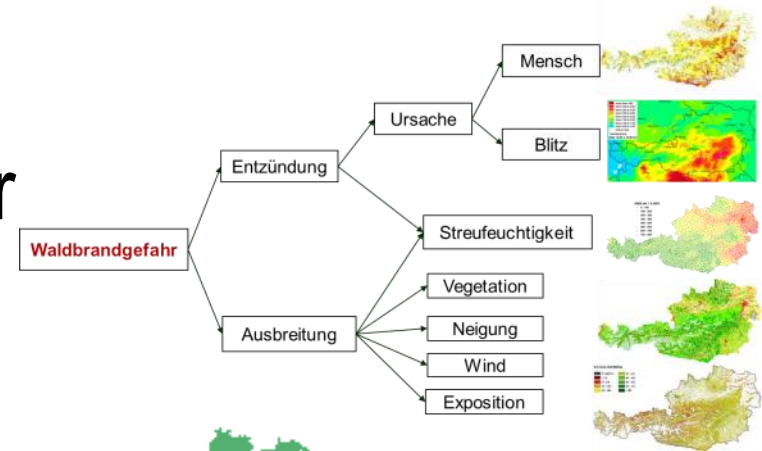 Mensch
Ursache
Blitz
Entzündung
r
Waldbrandgefahr
Streufeuchtigkeit
Vegetation
Ausbreitung
Neigung
Wind
Exposition